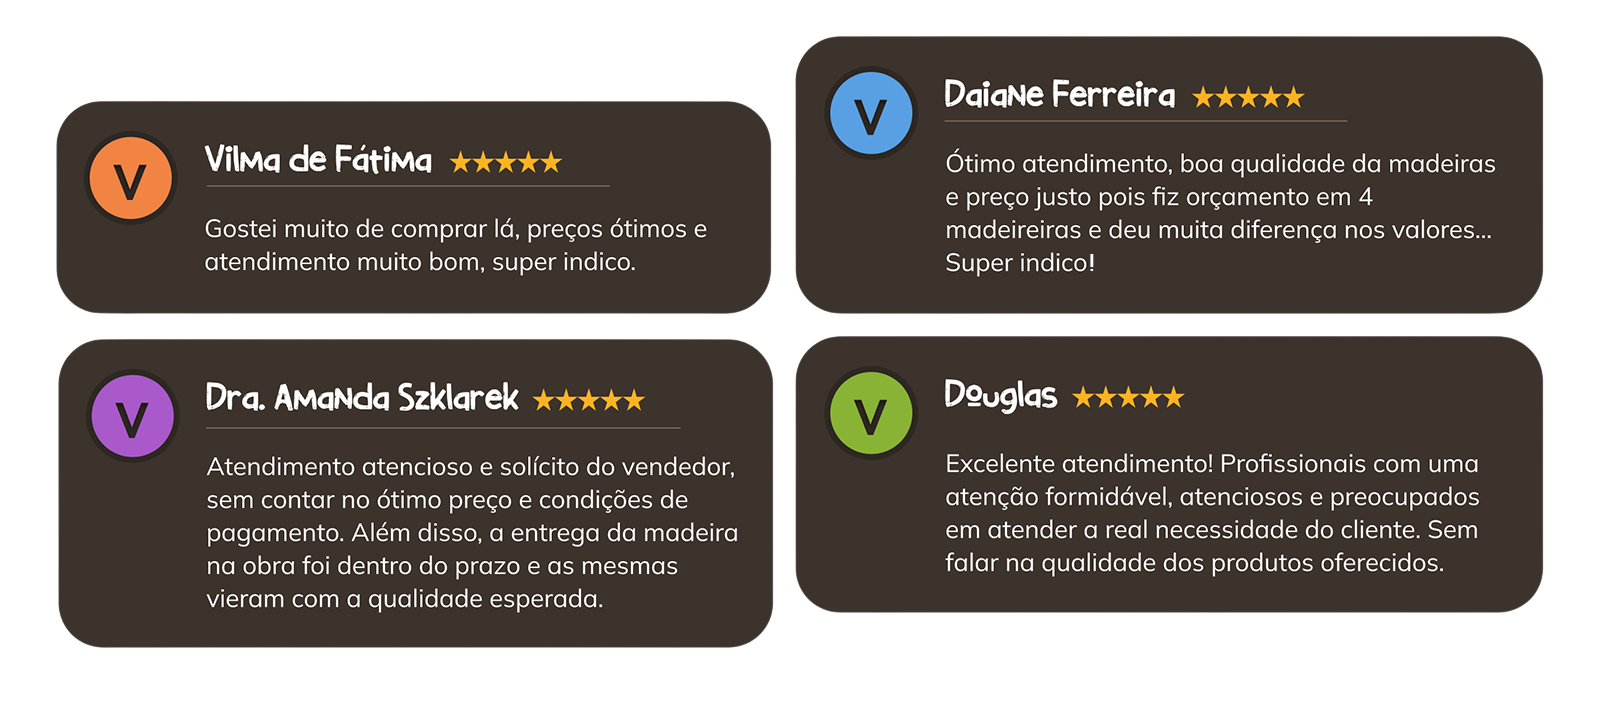 V
Vilma de Fátima ★★★★★
Gostei muito de comprar lá, preços ótimos e
atendimento muito bom, super indico.
V
Daiane Ferreira ★★★★★
Ótimo atendimento, boa qualidade da madeiras
e preço justo pois fiz orçamento em 4
madeireiras e deu muita diferença nos valores...
Super indico!
V
Dra. Amanda Szklarek ★★★★★
Atendimento atencioso e solícito do vendedor,
sem contar no ótimo preço e condições de
pagamento. Além disso, a entrega da madeira
na obra foi dentro do prazo e as mesmas
vieram com a qualidade esperada.
V
Douglas ★★★★★
Excelente atendimento! Profissionais com uma
atenção formidável, atenciosos e preocupados
em atender a real necessidade do cliente. Sem
falar na qualidade dos produtos oferecidos.